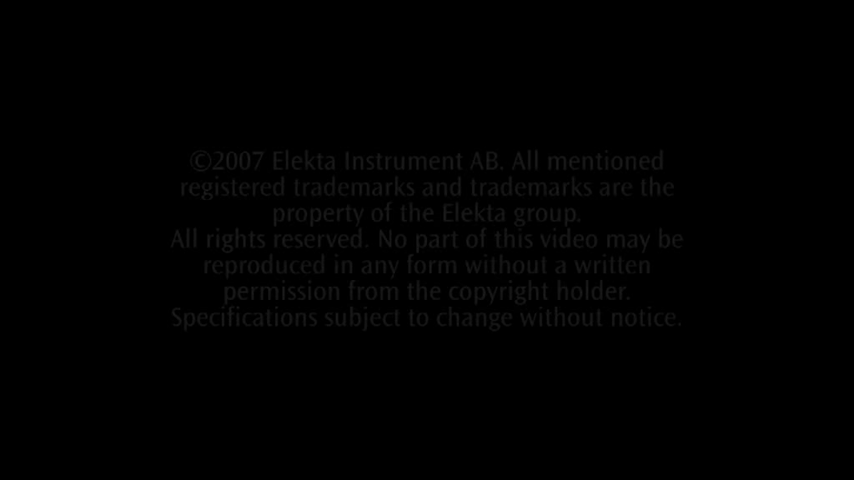 ©2007 Elekta Instrument AB. All mentioned
registered trademarks and trademarks are the
property of the Elekta group.
All rights reserved. No part of this video may be
reproduced in any form without a written
permission from the copyright holder.
Specifications subject to change without notice.